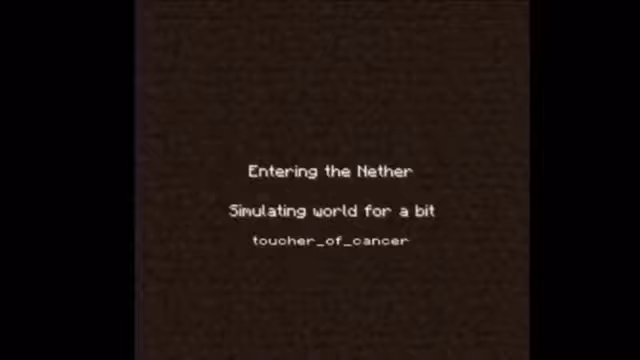 Entering the Nether
Simulating world for a bit
toucher_of_cancer